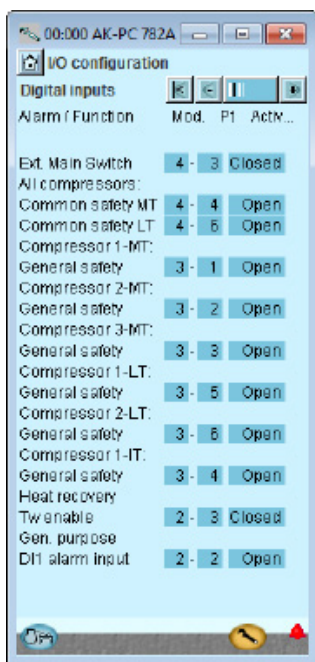 00:000 AK-PC 782A
I/O configuration
Digital inputs
Alarm / Function Mod. Pt Activ...
Ext. Main Switch 4 - 3 Closed
All compressors:
Common safety MT 4 - 4 Open
Common safety LT 4 - 5 Open
Compressor 1-MT:
General safety 3 - 1 Open
Compressor 2-MT:
General safety 3 - 2 Open
Compressor 3-MT:
General safety 3 - 3 Open
Compressor 1-LT:
General safety 3 - 5 Open
Compressor 2-LT:
General safety 3 - 6 Open
Compressor 1-IT:
General safety 3 - 4 Open
Heat recovery
Tw enable 2 - 3 Closed
Gen. purpose
DI1 alarm input 2 - 2 Open